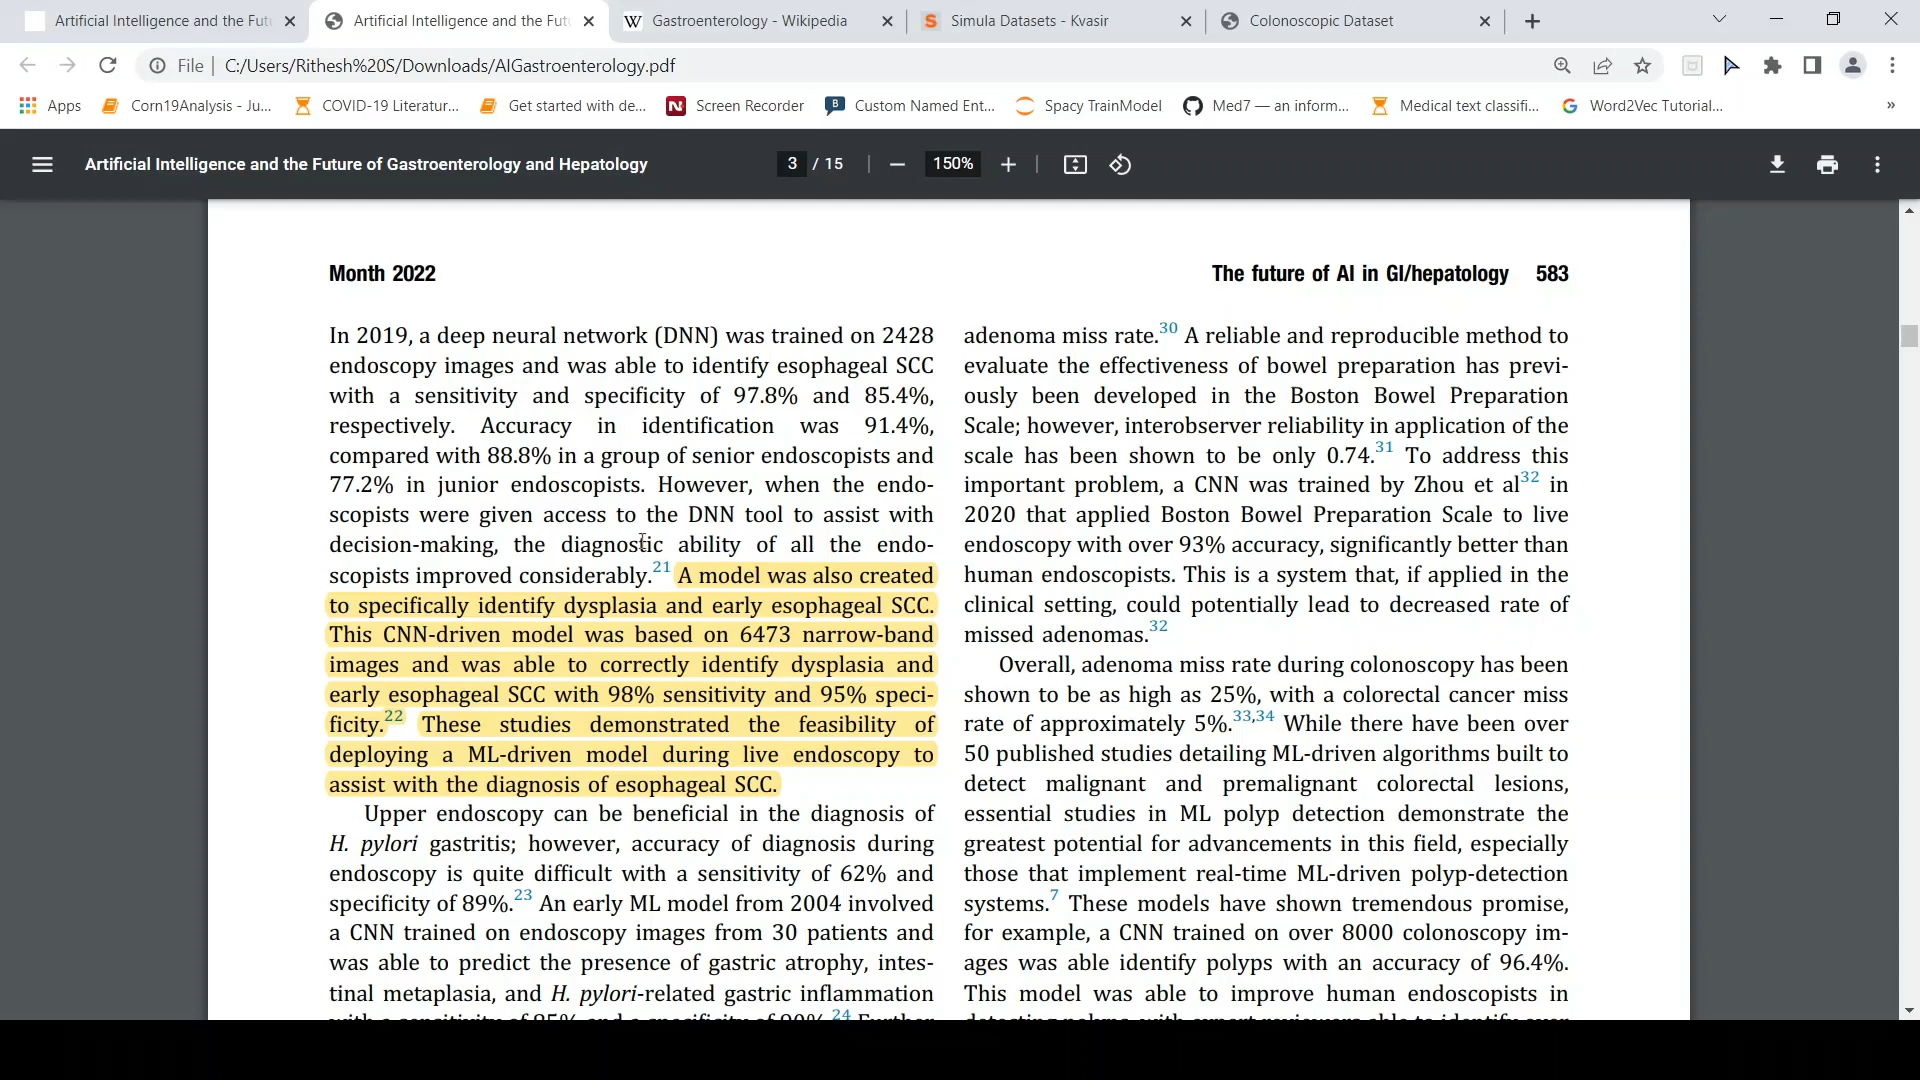 Artificial Intelligence and the Futu
Artificial Intelligence and the Futu
W Gastroenterology - Wikipedia
S Simula Datasets - Kvasir
Colonoscopic Dataset
File | C:/Users/Rithesh%20S/Downloads/AIGastroenterology.pdf
Apps
Corn19Analysis - Ju...
COVID-19 Literatur...
Get started with de...
N Screen Recorder
B Custom Named Ent...
Spacy TrainModel
Med7 — an inform...
Medical text classifi...
G Word2Vec Tutorial...
»
Artificial Intelligence and the Future of Gastroenterology and Hepatology
3 / 15
150%
Month 2022
The future of AI in GI/hepatology 583
In 2019, a deep neural network (DNN) was trained on 2428
endoscopy images and was able to identify esophageal SCC
with a sensitivity and specificity of 97.8% and 85.4%,
respectively. Accuracy in identification was 91.4%,
compared with 88.8% in a group of senior endoscopists and
77.2% in junior endoscopists. However, when the endo-
scopists were given access to the DNN tool to assist with
decision-making, the diagnostic ability of all the endo-
scopists improved considerably.21 A model was also created
to specifically identify dysplasia and early esophageal SCC.
This CNN-driven model was based on 6473 narrow-band
images and was able to correctly identify dysplasia and
early esophageal SCC with 98% sensitivity and 95% speci-
ficity.22 These studies demonstrated the feasibility of
deploying a ML-driven model during live endoscopy to
assist with the diagnosis of esophageal SCC.
Upper endoscopy can be beneficial in the diagnosis of
H. pylori gastritis; however, accuracy of diagnosis during
endoscopy is quite difficult with a sensitivity of 62% and
specificity of 89%.23 An early ML model from 2004 involved
a CNN trained on endoscopy images from 30 patients and
was able to predict the presence of gastric atrophy, intes-
tinal metaplasia, and H. pylori-related gastric inflammation
with a sensitivity of 85% and a specificity of 90%.24 Further
adenoma miss rate.30 A reliable and reproducible method to
evaluate the effectiveness of bowel preparation has previ-
ously been developed in the Boston Bowel Preparation
Scale; however, interobserver reliability in application of the
scale has been shown to be only 0.74.31 To address this
important problem, a CNN was trained by Zhou et al32 in
2020 that applied Boston Bowel Preparation Scale to live
endoscopy with over 93% accuracy, significantly better than
human endoscopists. This is a system that, if applied in the
clinical setting, could potentially lead to decreased rate of
missed adenomas.32
Overall, adenoma miss rate during colonoscopy has been
shown to be as high as 25%, with a colorectal cancer miss
rate of approximately 5%.33,34 While there have been over
50 published studies detailing ML-driven algorithms built to
detect malignant and premalignant colorectal lesions,
essential studies in ML polyp detection demonstrate the
greatest potential for advancements in this field, especially
those that implement real-time ML-driven polyp-detection
systems.7 These models have shown tremendous promise,
for example, a CNN trained on over 8000 colonoscopy im-
ages was able identify polyps with an accuracy of 96.4%.
This model was able to improve human endoscopists in
detecting polyps, with expert reviewers able to identify over